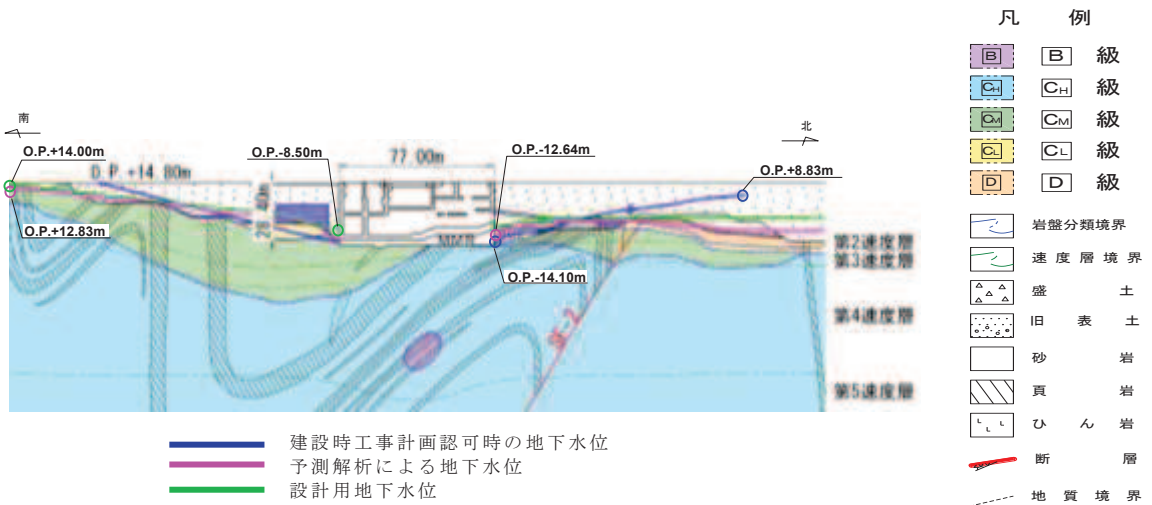 凡 例
B B 級
CH CH 級
CM CM 級
CL CL 級
D D 級
岩盤分類境界
速度層境界
盛土
旧表土
砂岩
頁岩
ひん岩
断層
地質境界
南
北
O.P.+14.00m
O.P.+14.80m
O.P.-8.50m
77.00m
O.P.-12.64m
O.P.+8.83m
O.P.+12.83m
28.40m
MMR
O.P.-14.10m
第2速度層
第3速度層
第4速度層
第5速度層
建設時工事計画認可時の地下水位
予測解析による地下水位
設計用地下水位